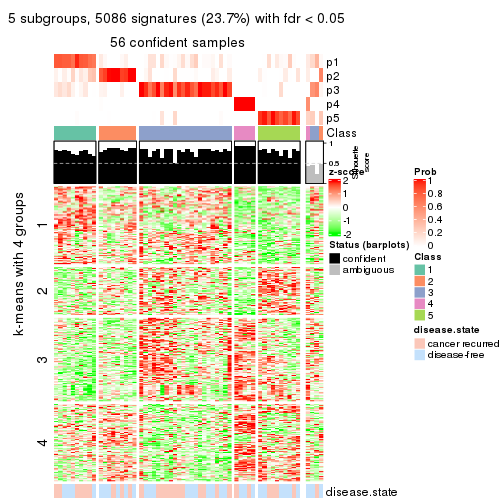 5 subgroups, 5086 signatures (23.7%) with fdr < 0.05
56 confident samples
p1
p2
p3
p4
p5
Class
1
0.5
0
Silhouette
score
k-means with 4 groups
1
2
3
4
disease.state
z-score
2
1
0
-1
-2
Status (barplots)
confident
ambiguous
Prob
1
0.8
0.6
0.4
0.2
0
Class
1
2
3
4
5
disease.state
cancer recurred
disease-free